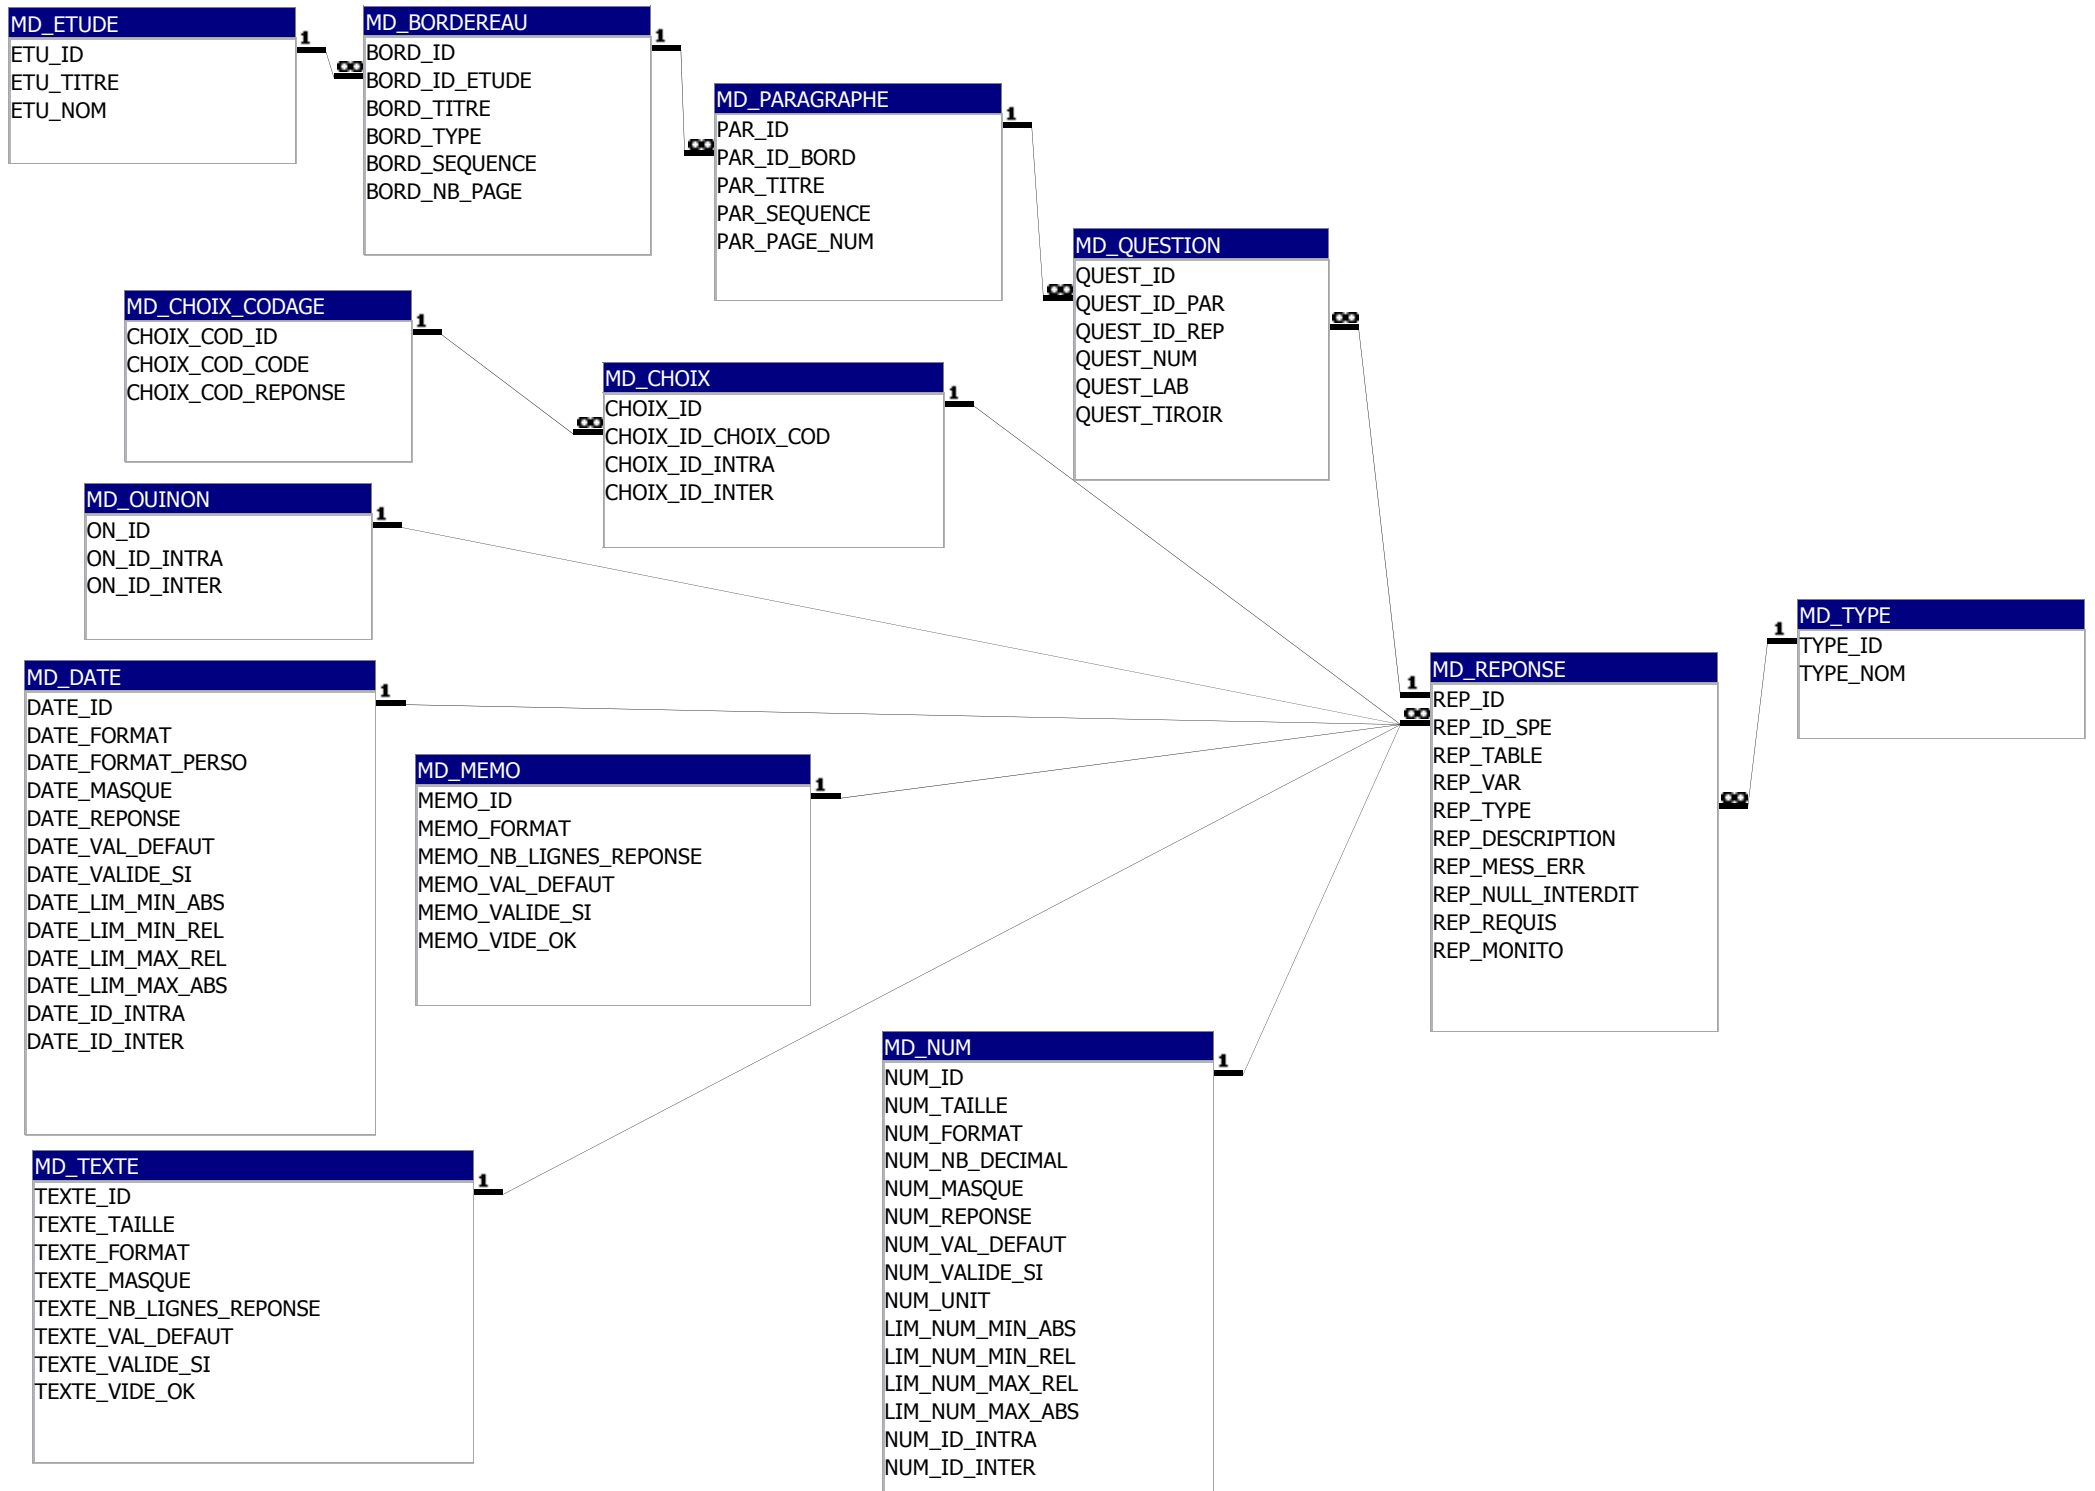 MD_ETUDE
ETU_ID
ETU_TITRE
ETU_NOM
1
∞
MD_BORDEREAU
BORD_ID
BORD_ID_ETUDE
BORD_TITRE
BORD_TYPE
BORD_SEQUENCE
BORD_NB_PAGE
1
∞
MD_PARAGRAPHE
PAR_ID
PAR_ID_BORD
PAR_TITRE
PAR_SEQUENCE
PAR_PAGE_NUM
1
∞
MD_QUESTION
QUEST_ID
QUEST_ID_PAR
QUEST_ID_REP
QUEST_NUM
QUEST_LAB
QUEST_TIROIR
∞
MD_CHOIX_CODAGE
CHOIX_COD_ID
CHOIX_COD_CODE
CHOIX_COD_REPONSE
1
∞
MD_CHOIX
CHOIX_ID
CHOIX_ID_CHOIX_COD
CHOIX_ID_INTRA
CHOIX_ID_INTER
1
MD_OUINON
ON_ID
ON_ID_INTRA
ON_ID_INTER
1
MD_DATE
DATE_ID
DATE_FORMAT
DATE_FORMAT_PERSO
DATE_MASQUE
DATE_REPONSE
DATE_VAL_DEFAUT
DATE_VALIDE_SI
DATE_LIM_MIN_ABS
DATE_LIM_MIN_REL
DATE_LIM_MAX_REL
DATE_LIM_MAX_ABS
DATE_ID_INTRA
DATE_ID_INTER
1
MD_MEMO
MEMO_ID
MEMO_FORMAT
MEMO_NB_LIGNES_REPONSE
MEMO_VAL_DEFAUT
MEMO_VALIDE_SI
MEMO_VIDE_OK
1
MD_REPONSE
REP_ID
REP_ID_SPE
REP_TABLE
REP_VAR
REP_TYPE
REP_DESCRIPTION
REP_MESS_ERR
REP_NULL_INTERDIT
REP_REQUIS
REP_MONITO
1
∞
∞
MD_TYPE
TYPE_ID
TYPE_NOM
1
MD_TEXTE
TEXTE_ID
TEXTE_TAILLE
TEXTE_FORMAT
TEXTE_MASQUE
TEXTE_NB_LIGNES_REPONSE
TEXTE_VAL_DEFAUT
TEXTE_VALIDE_SI
TEXTE_VIDE_OK
1
MD_NUM
NUM_ID
NUM_TAILLE
NUM_FORMAT
NUM_NB_DECIMAL
NUM_MASQUE
NUM_REPONSE
NUM_VAL_DEFAUT
NUM_VALIDE_SI
NUM_UNIT
LIM_NUM_MIN_ABS
LIM_NUM_MIN_REL
LIM_NUM_MAX_REL
LIM_NUM_MAX_ABS
NUM_ID_INTRA
NUM_ID_INTER
1